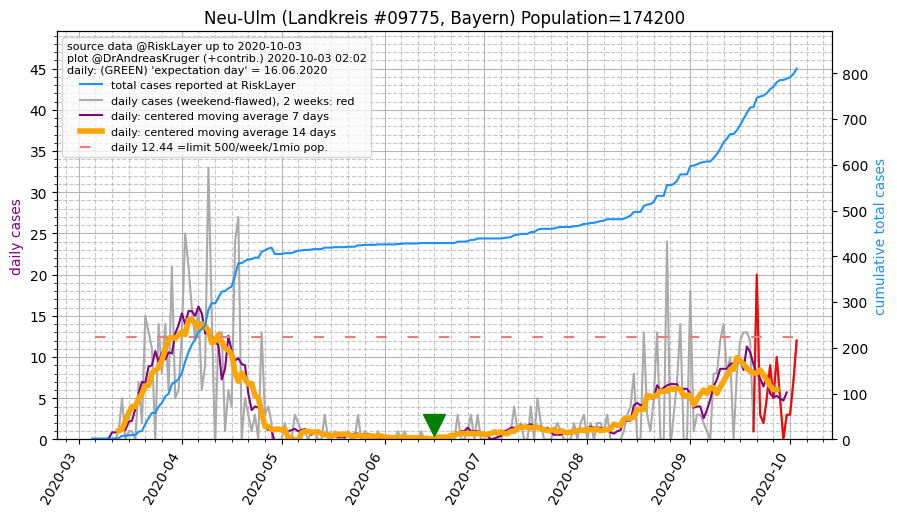 Neu-Ulm (Landkreis #09775, Bayern) Population=174200
source data @RiskLayer up to 2020-10-03
plot @DrAndreasKruger (+contrib.) 2020-10-03 02:02
daily: (GREEN) 'expectation day' = 16.06.2020
total cases reported at RiskLayer
daily cases (weekend-flawed), 2 weeks: red
daily: centered moving average 7 days
daily: centered moving average 14 days
daily 12.44 =limit 500/week/1mio pop.
daily cases
45
40
35
30
25
20
15
10
5
0
cumulative total cases
800
700
600
500
400
300
200
100
0
2020-03
2020-04
2020-05
2020-06
2020-07
2020-08
2020-09
2020-10